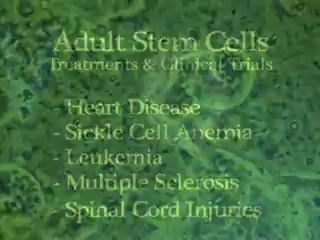 Adult Stem Cells
Treatments & Clinical trials
- Heart Disease
- Sickle Cell Anemia
- Leukemia
- Multiple Sclerosis
- Spinal Cord Injuries